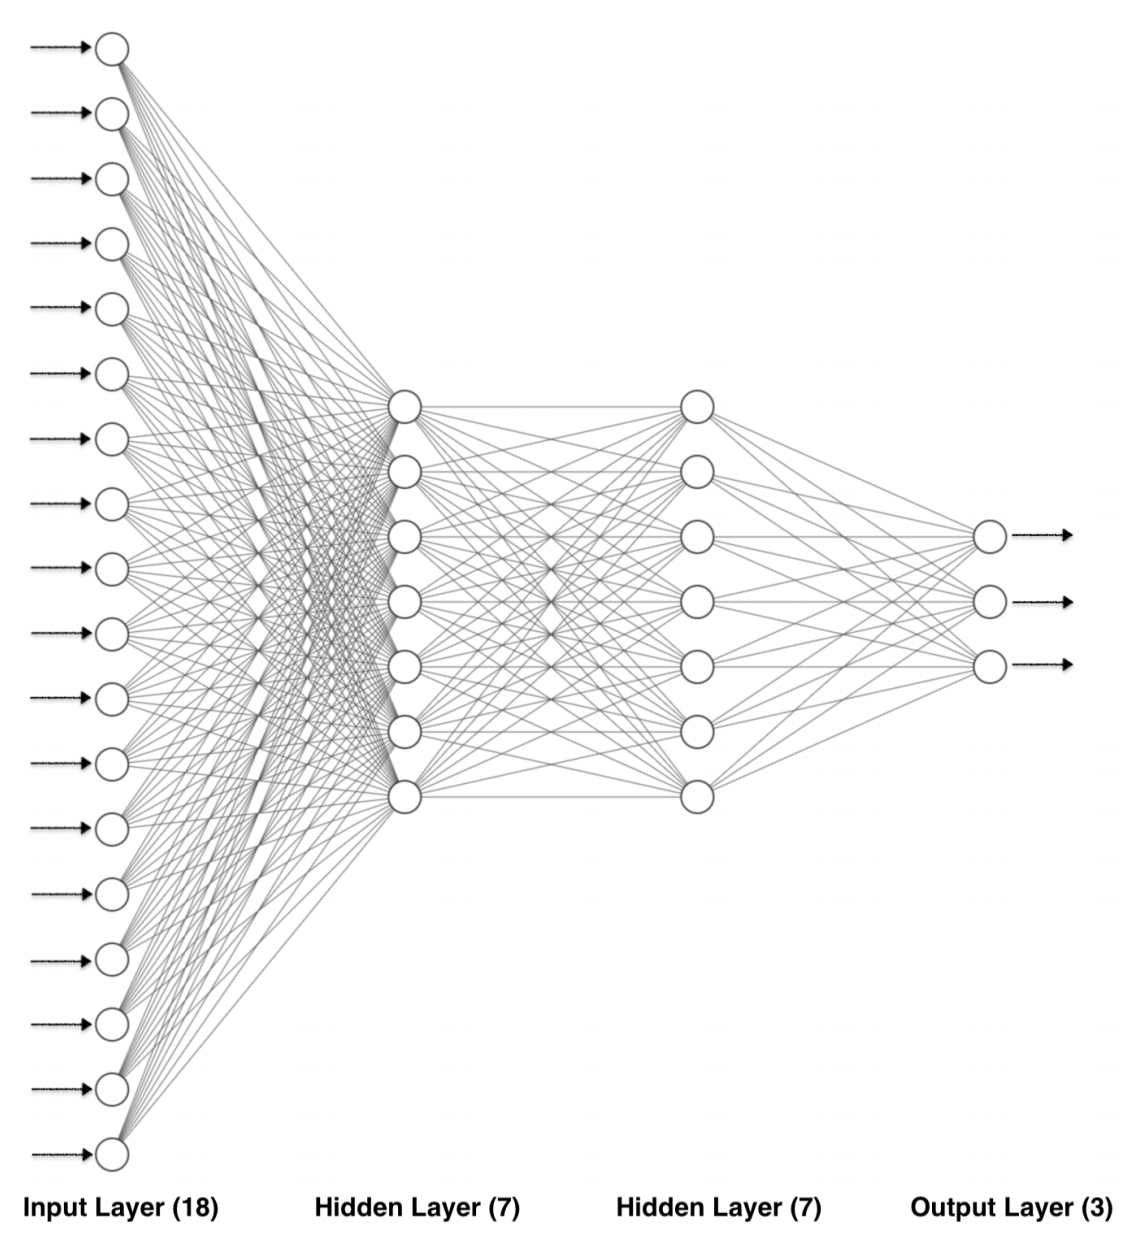 Input Layer (18)
Hidden Layer (7)
Hidden Layer (7)
Output Layer (3)